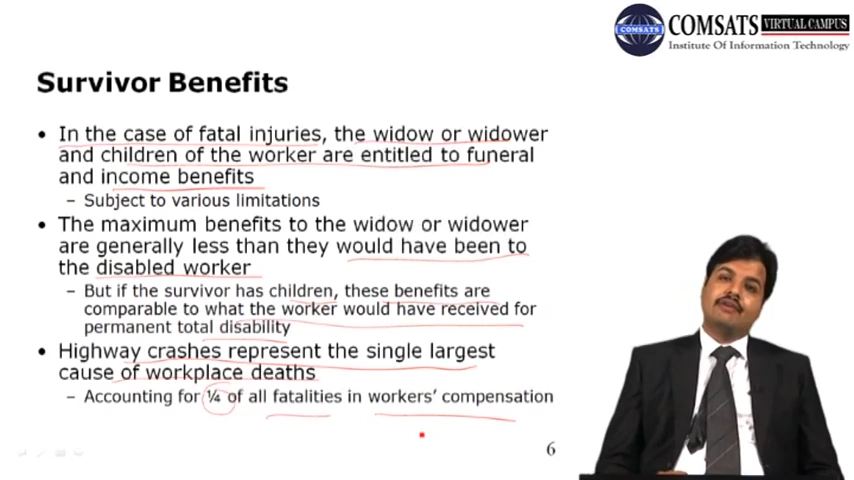 COMSATS VIRTUAL CAMPUS
COMSATS
Institute Of Information Technology
Survivor Benefits
• In the case of fatal injuries, the widow or widower
and children of the worker are entitled to funeral
and income benefits
– Subject to various limitations
• The maximum benefits to the widow or widower
are generally less than they would have been to
the disabled worker
– But if the survivor has children, these benefits are
comparable to what the worker would have received for
permanent total disability
• Highway crashes represent the single largest
cause of workplace deaths
– Accounting for ¼ of all fatalities in workers’ compensation
6